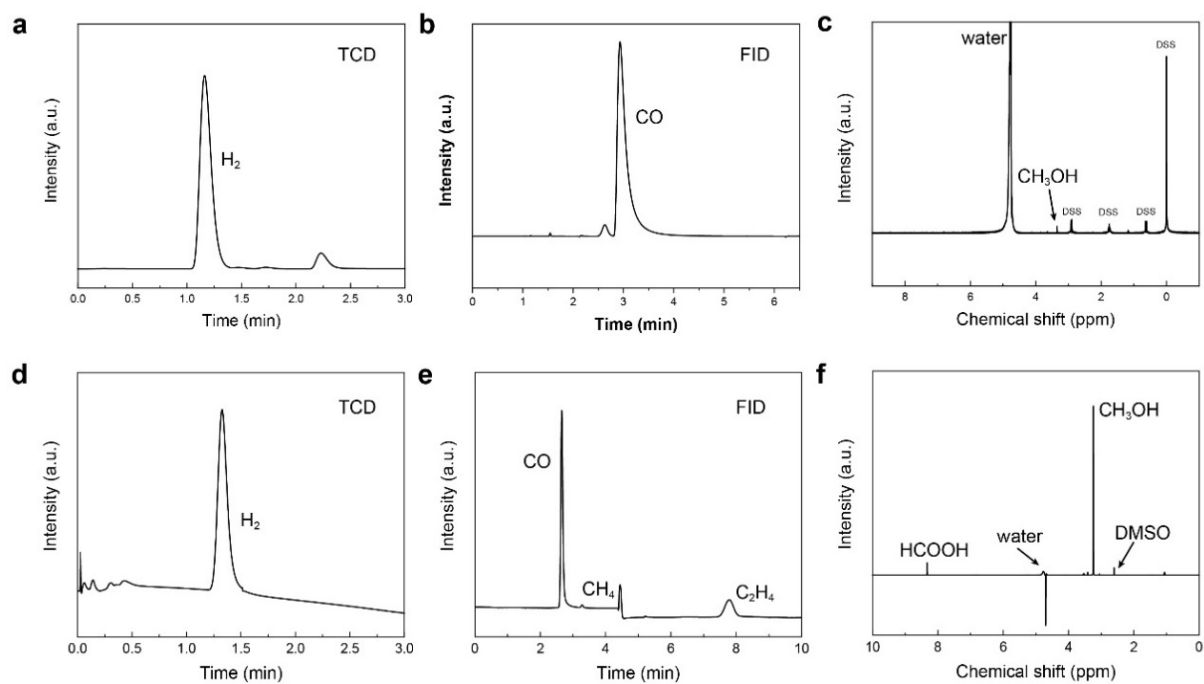 a
TCD
H₂
Intensity (a.u.)
0.0 0.5 1.0 1.5 2.0 2.5 3.0
Time (min)
b
FID
CO
Intensity (a.u.)
0 1 2 3 4 5 6
Time (min)
c
water
DSS
CH₃OH
DSS DSS DSS
Intensity (a.u.)
8 6 4 2 0
Chemical shift (ppm)
d
TCD
H₂
Intensity (a.u.)
0.0 0.5 1.0 1.5 2.0 2.5 3.0
Time (min)
e
FID
CO
CH₄
C₂H₄
Intensity (a.u.)
0 2 4 6 8 10
Time (min)
f
CH₃OH
water
DMSO
HCOOH
Intensity (a.u.)
10 8 6 4 2 0
Chemical shift (ppm)